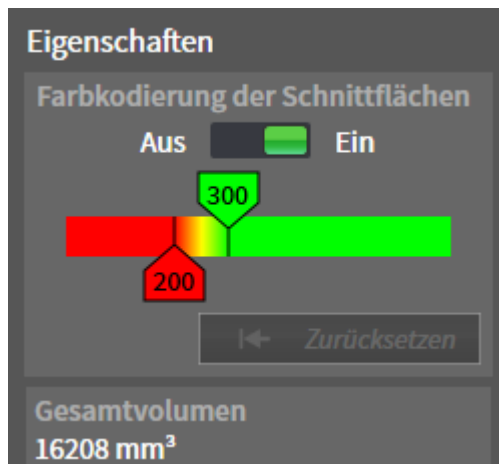 Eigenschaften
Farbkodierung der Schnittflächen
Aus Ein
300
200
Zurücksetzen
Gesamtvolumen
16208 mm³